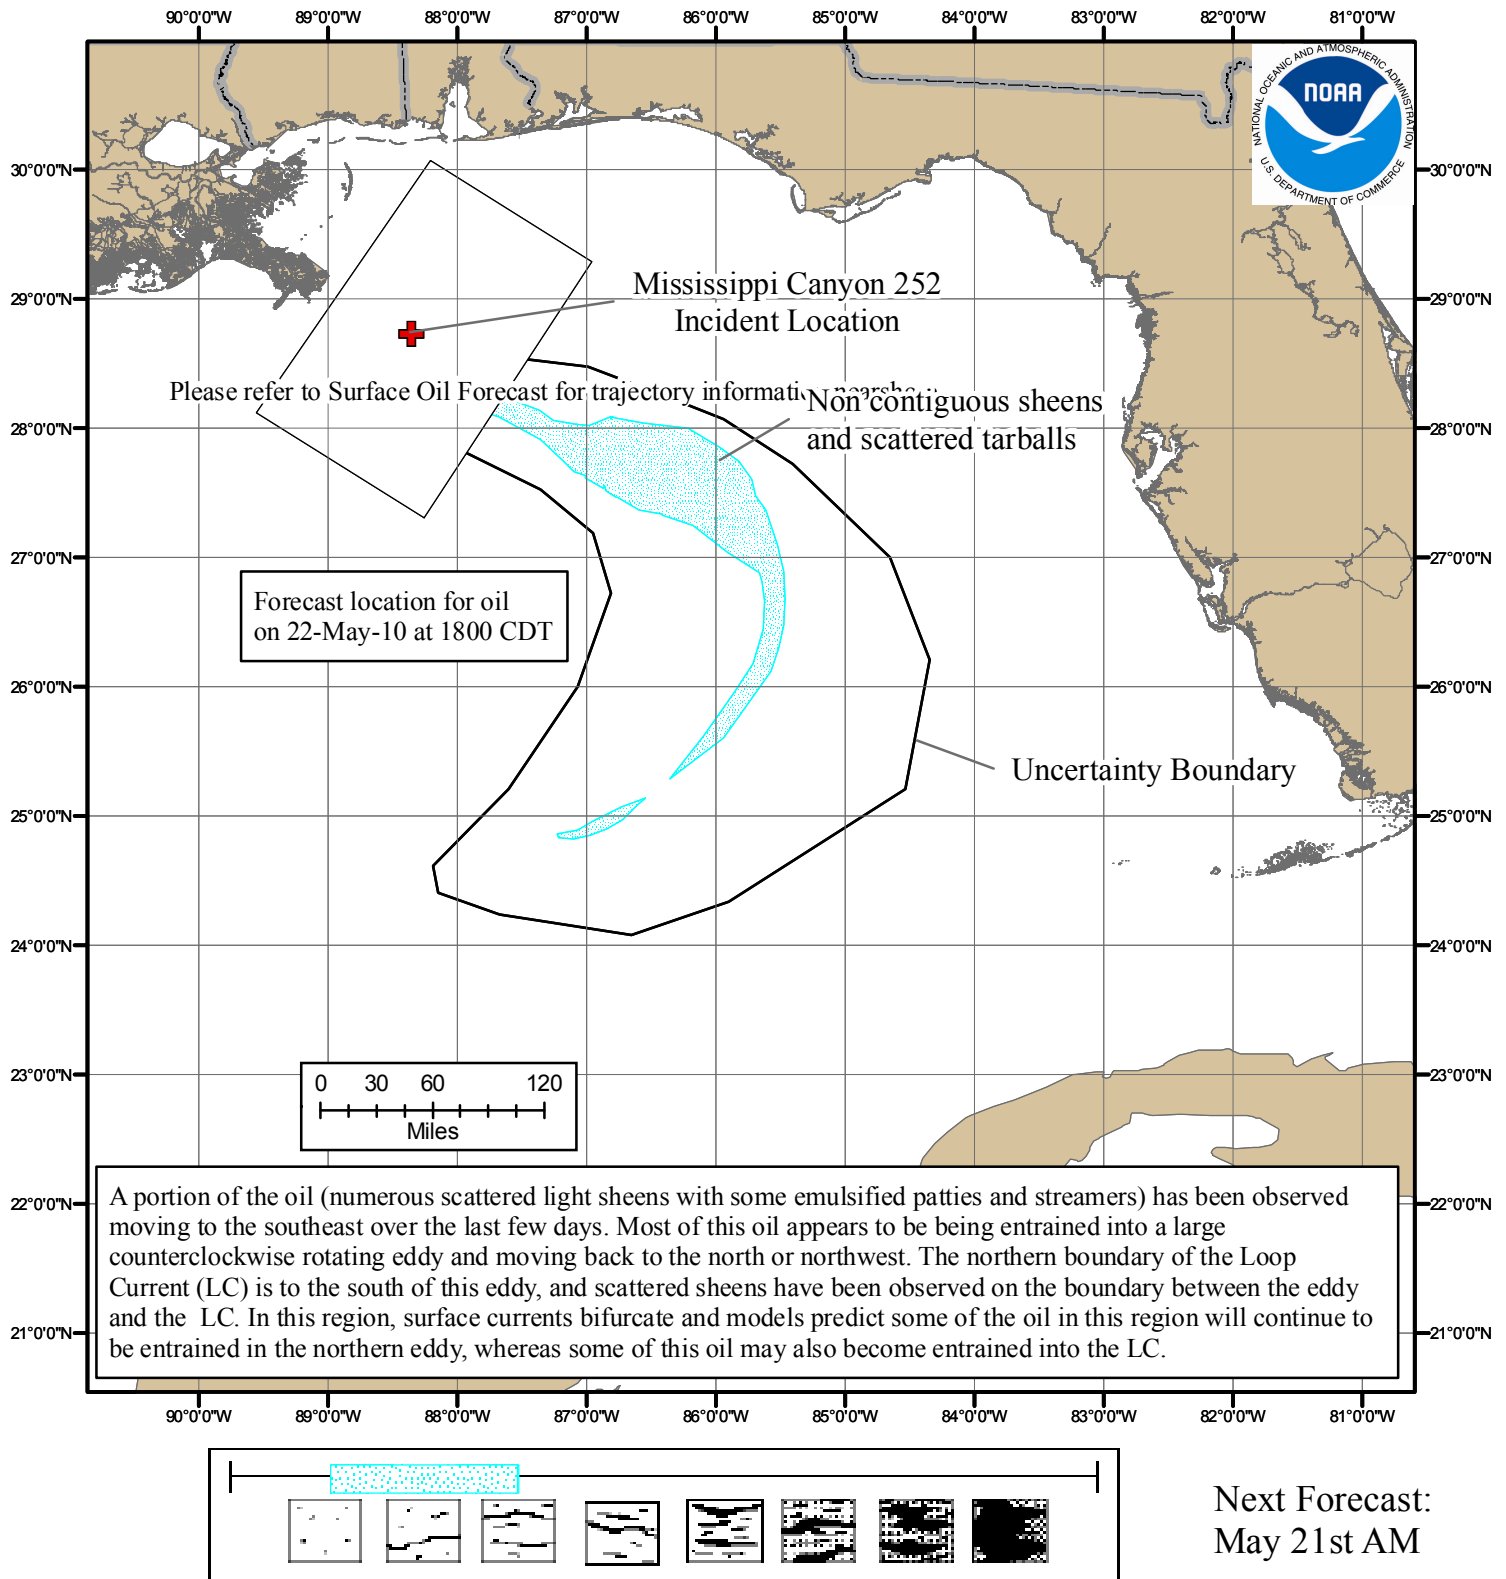 90°0'0"W 89°0'0"W 88°0'0"W 87°0'0"W 86°0'0"W 85°0'0"W 84°0'0"W 83°0'0"W 82°0'0"W 81°0'0"W
NATIONAL OCEANIC AND ATMOSPHERIC ADMINISTRATION
NOAA
U.S. DEPARTMENT OF COMMERCE
30°0'0"N 30°0'0"N
29°0'0"N 29°0'0"N
Mississippi Canyon 252
Incident Location
Please refer to Surface Oil Forecast for trajectory
Non contiguous sheens
and scattered tarballs
28°0'0"N 28°0'0"N
27°0'0"N 27°0'0"N
Forecast location for oil
on 22-May-10 at 1800 CDT
26°0'0"N 26°0'0"N
Uncertainty Boundary
25°0'0"N 25°0'0"N
24°0'0"N 24°0'0"N
23°0'0"N 23°0'0"N
0 30 60 120
Miles
22°0'0"N 22°0'0"N
21°0'0"N 21°0'0"N
A portion of the oil (numerous scattered light sheens with some emulsified patties and streamers) has been observed
moving to the southeast over the last few days. Most of this oil appears to be being entrained into a large
counterclockwise rotating eddy and moving back to the north or northwest. The northern boundary of the Loop
Current (LC) is to the south of this eddy, and scattered sheens have been observed on the boundary between the eddy
and the LC. In this region, surface currents bifurcate and models predict some of the oil in this region will continue to
be entrained in the northern eddy, whereas some of this oil may also become entrained into the LC.
90°0'0"W 89°0'0"W 88°0'0"W 87°0'0"W 86°0'0"W 85°0'0"W 84°0'0"W 83°0'0"W 82°0'0"W 81°0'0"W
Next Forecast:
May 21st AM